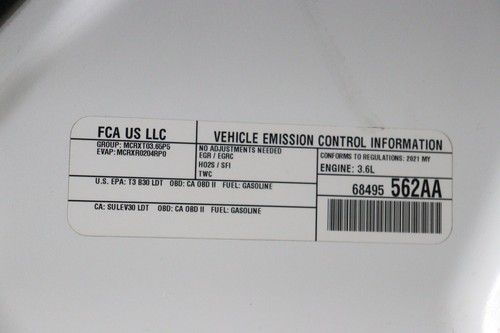 FCA US LLC
GROUP: MCRXT03.65P5
EVAP: MCRXR0204RP0
VEHICLE EMISSION CONTROL INFORMATION
NO ADJUSTMENTS NEEDED
EGR / EGRC
HO2S / SFI
TWC
CONFORMS TO REGULATIONS: 2021 MY
ENGINE: 3.6L
U.S. EPA: T3 B30 LDT OBD: CA OBD II FUEL: GASOLINE
CA: SULEV30 LDT OBD: CA OBD II FUEL: GASOLINE
68495 562AA